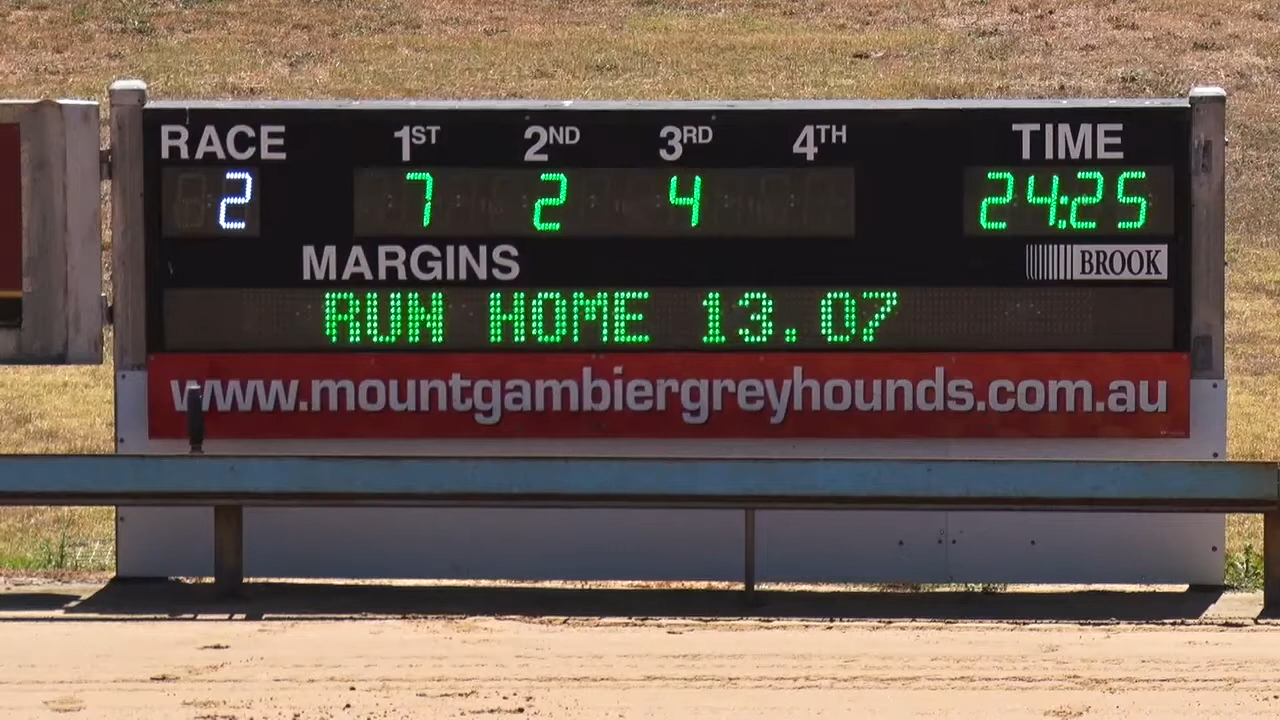 RACE 1ST 2ND 3RD 4TH TIME
2 7 2 4 24:25
MARGINS BROOK
RUN HOME 13.07
www.mountgambiergreyhounds.com.au